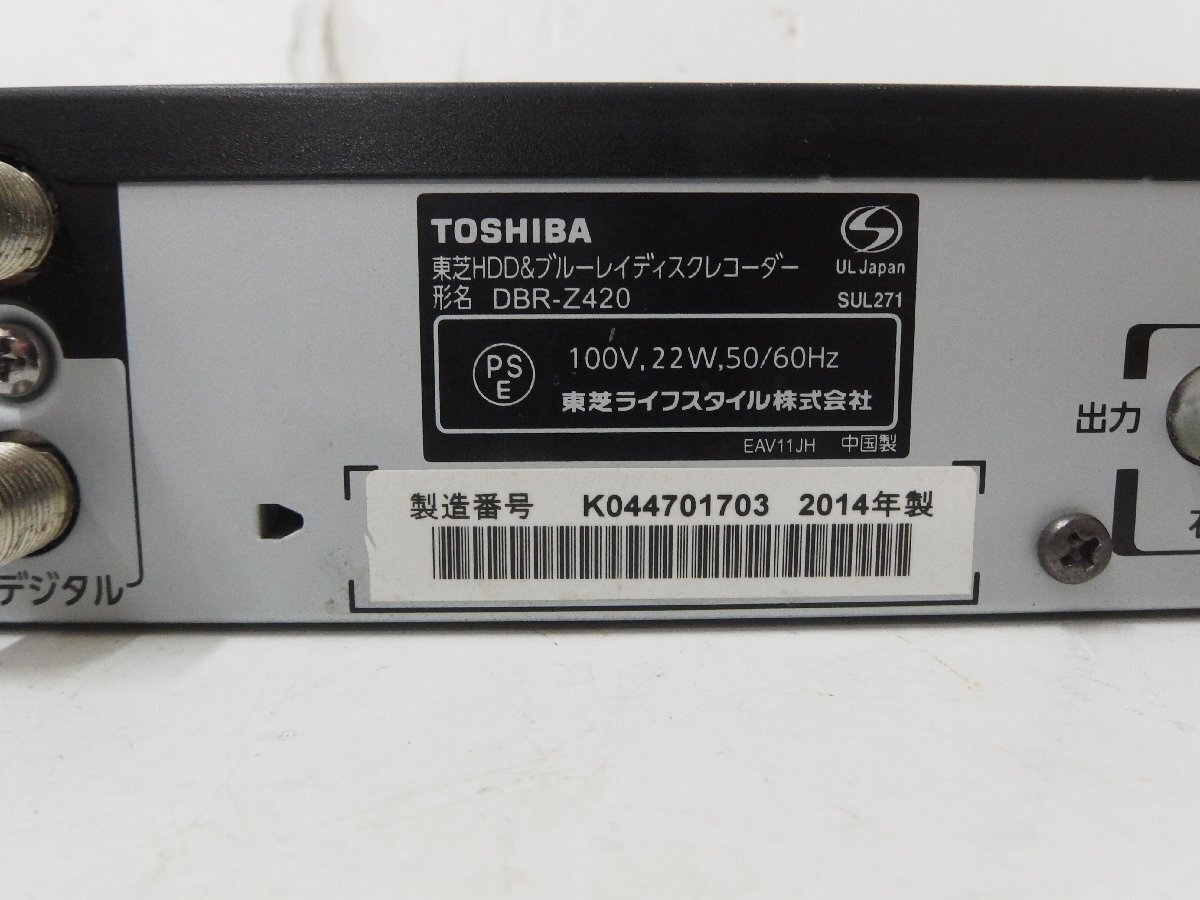 TOSHIBA
東芝HDD&ブルーレイディスクレコーダー
形名 DBR-Z420
UL Japan
SUL271
PSE
100V,22W,50/60Hz
東芝ライフスタイル株式会社
EAV11JH 中国製
製造番号 K044701703 2014年製
デジタル
出力